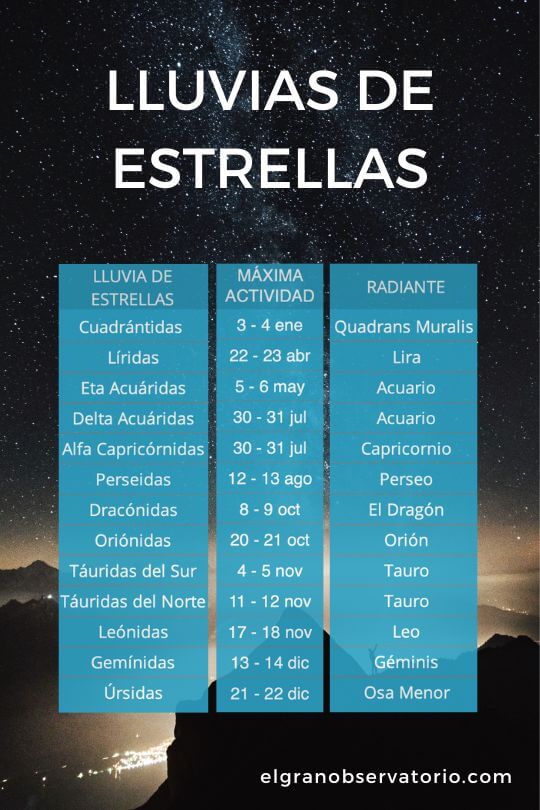 LLUVIAS DE
ESTRELLAS
LLUVIA DE
ESTRELLAS
MÁXIMA
ACTIVIDAD
RADIANTE
Cuadrántidas 3 - 4 ene Quadrans Muralis
Líridas 22 - 23 abr Lira
Eta Acuáridas 5 - 6 may Acuario
Delta Acuáridas 30 - 31 jul Acuario
Alfa Capricórnidas 30 - 31 jul Capricornio
Perseidas 12 - 13 ago Perseo
Dracónidas 8 - 9 oct El Dragón
Oriónidas 20 - 21 oct Orión
Táuridas del Sur 4 - 5 nov Tauro
Táuridas del Norte 11 - 12 nov Tauro
Leónidas 17 - 18 nov Leo
Gemínidas 13 - 14 dic Géminis
Úrsidas 21 - 22 dic Osa Menor
elgranobservatorio.com